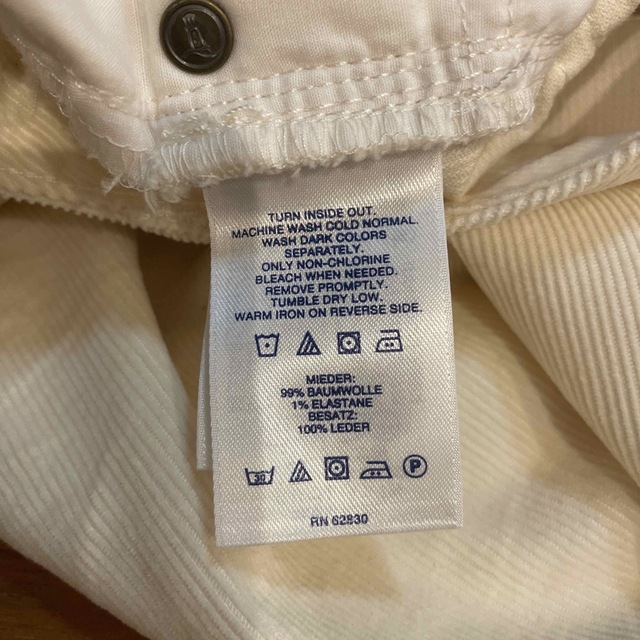 TURN INSIDE OUT.
MACHINE WASH COLD NORMAL.
WASH DARK COLORS
SEPARATELY.
ONLY NON-CHLORINE
BLEACH WHEN NEEDED.
REMOVE PROMPTLY.
TUMBLE DRY LOW.
WARM IRON ON REVERSE SIDE.
MIEDER:
99% BAUMWOLLE
1% ELASTANE
BESATZ:
100% LEDER
30 P
RN 62830